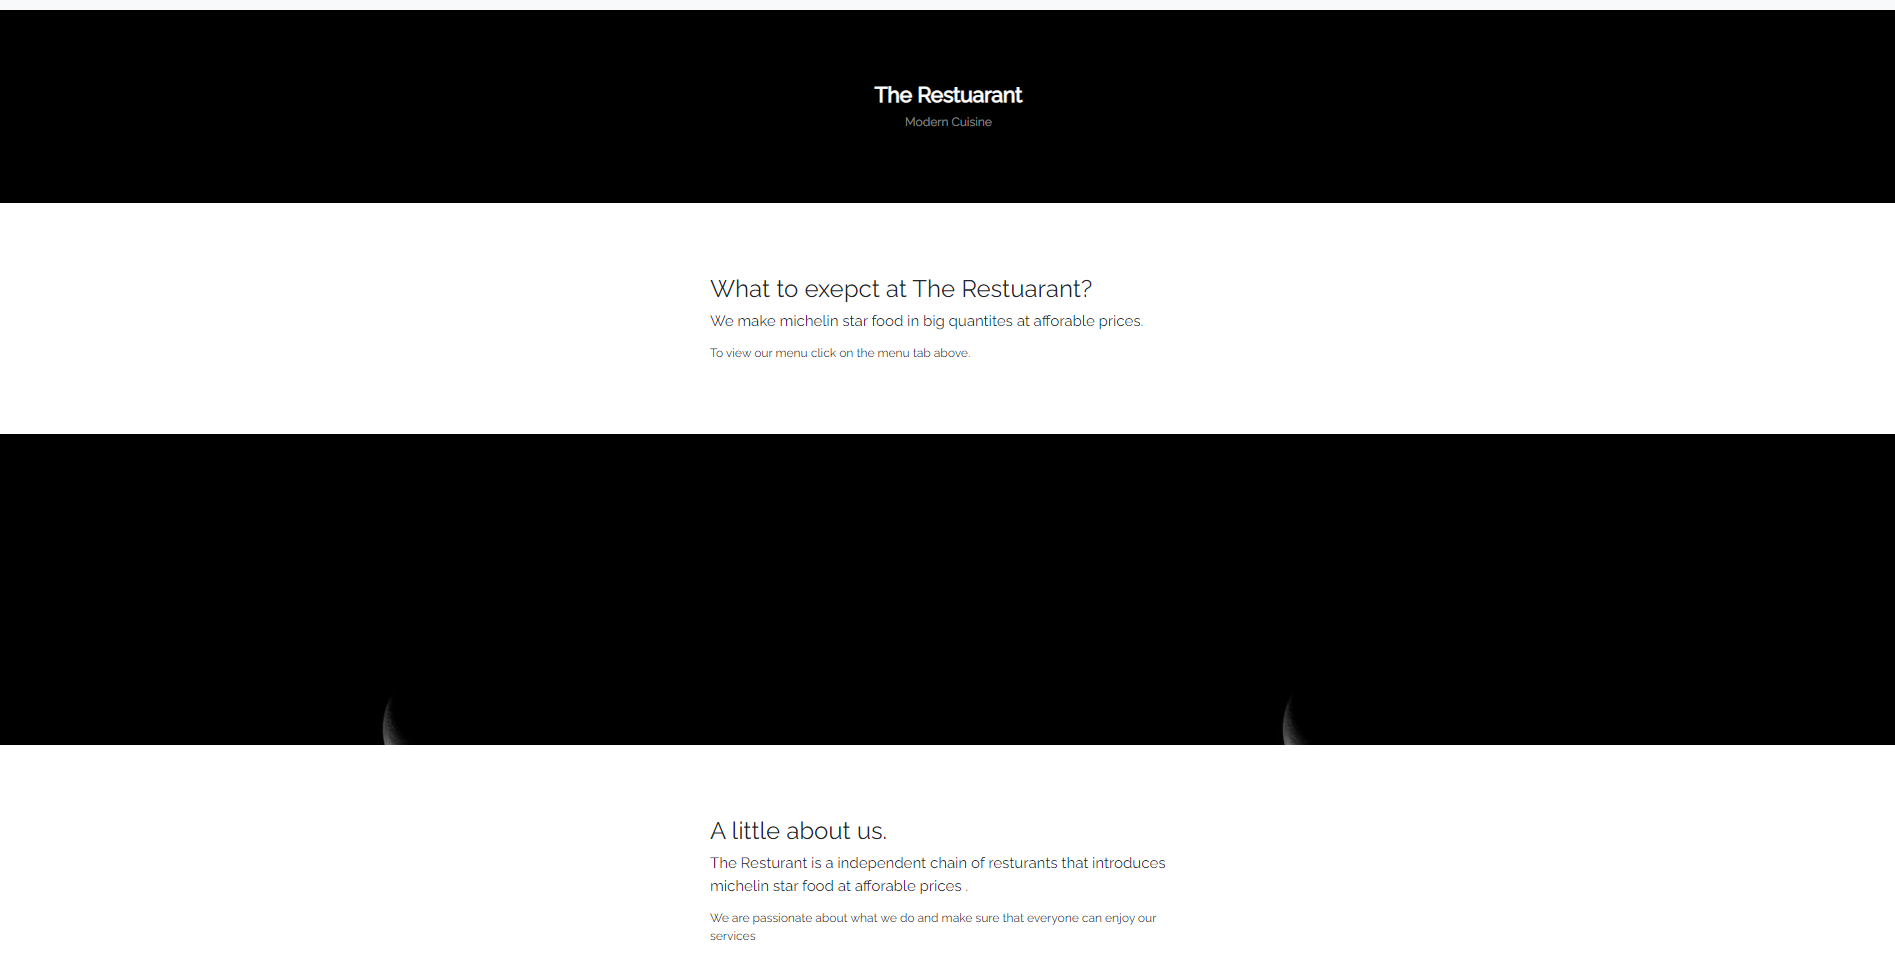 The Restuarant
Modern Cuisine
What to exepct at The Restuarant?
We make michelin star food in big quantites at afforable prices.
To view our menu click on the menu tab above.
A little about us.
The Resturant is a independent chain of resturants that introduces
michelin star food at afforable prices .
We are passionate about what we do and make sure that everyone can enjoy our
services